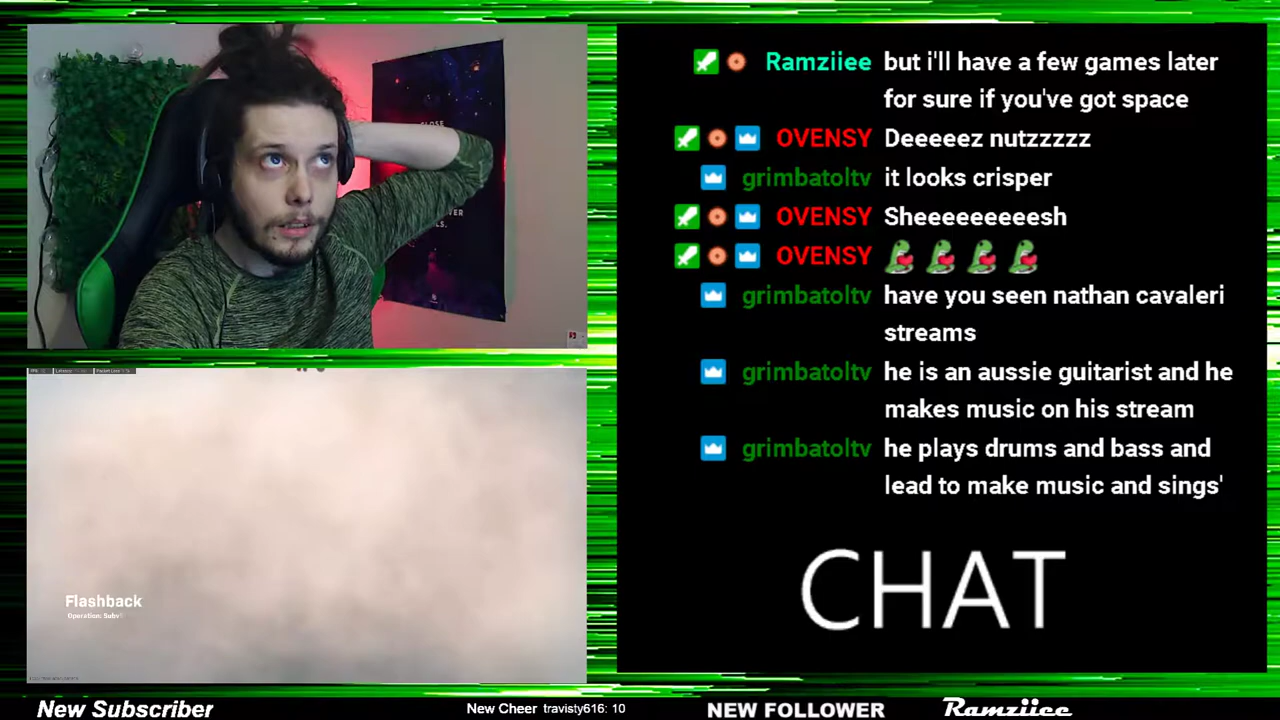 Ramziiee but i'll have a few games later
for sure if you've got space
OVENSY Deeeeez nutzzzzz
grimbatoltv it looks crisper
OVENSY Sheeeeeeeeesh
OVENSY
grimbatoltv have you seen nathan cavaleri
streams
grimbatoltv he is an aussie guitarist and he
makes music on his stream
grimbatoltv he plays drums and bass and
lead to make music and sings'
CHAT
Flashback
Operation: Subv
New Subscriber
New Cheer travisty616: 10
NEW FOLLOWER
Ramziiee